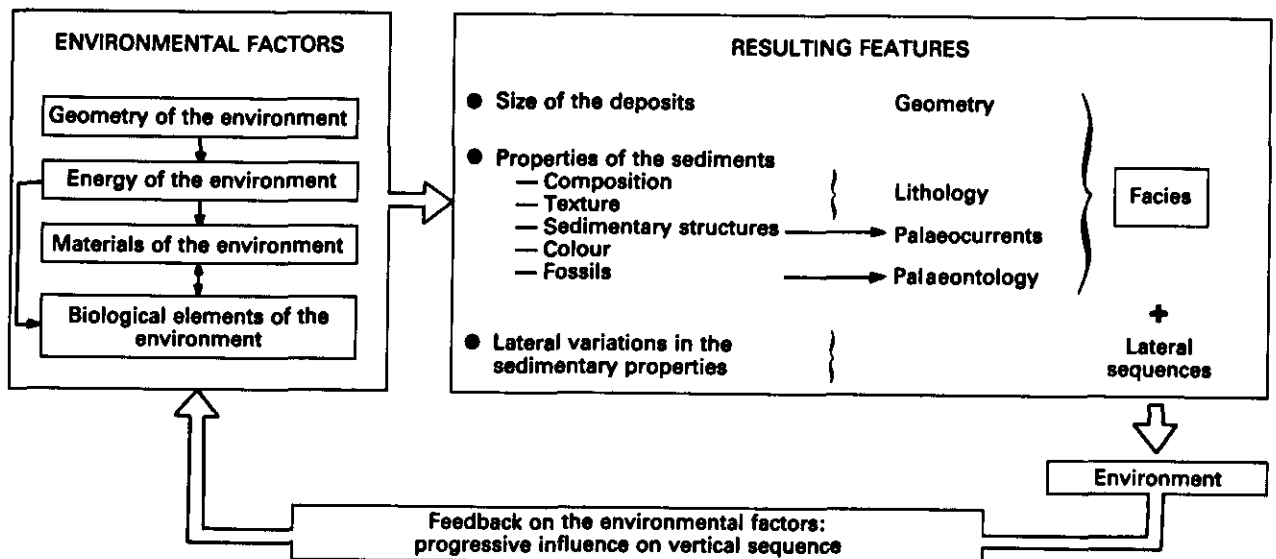 ENVIRONMENTAL FACTORS
Geometry of the environment
Energy of the environment
Materials of the environment
Biological elements of the
environment
RESULTING FEATURES
● Size of the deposits
Geometry
● Properties of the sediments
— Composition
— Texture
— Sedimentary structures
— Colour
— Fossils
Lithology
Palaeocurrents
Palaeontology
Facies
● Lateral variations in the
sedimentary properties
+
Lateral
sequences
Environment
Feedback on the environmental factors:
progressive influence on vertical sequence